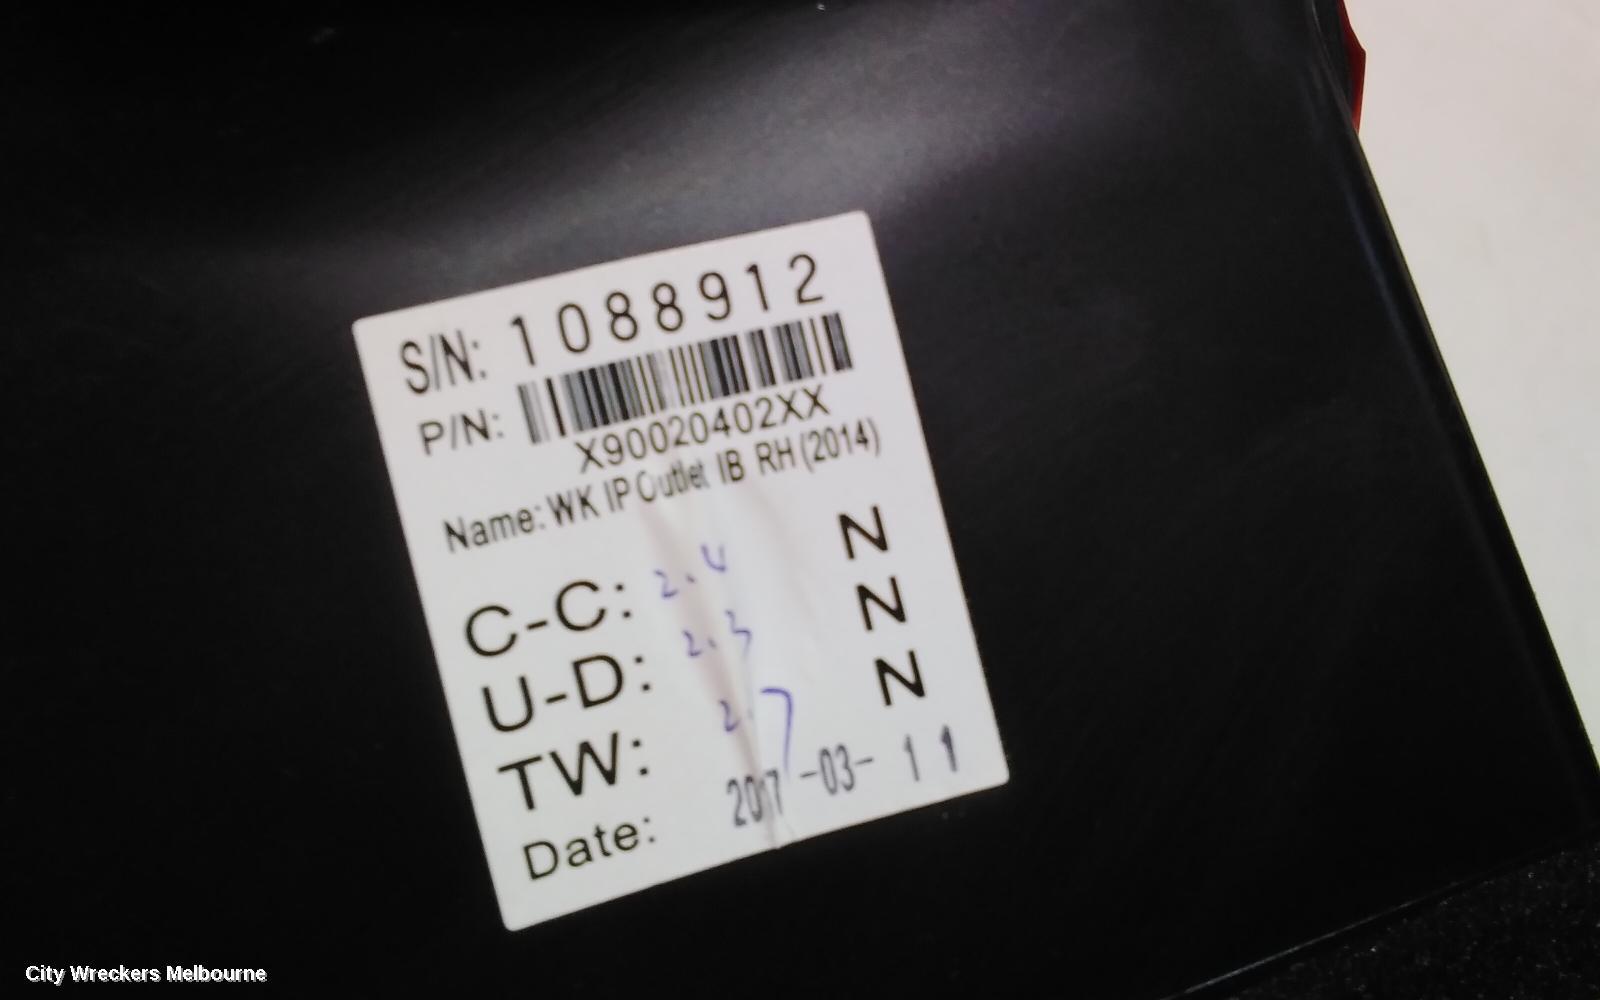 S/N: 1088912
P/N:
X90020402XX
Name: WK IP Outlet IB RH (2014)
C-C: 2.4 N
U-D: 2.3 N
TW: 2.7 N
Date: 2017-03-11
City Wreckers Melbourne